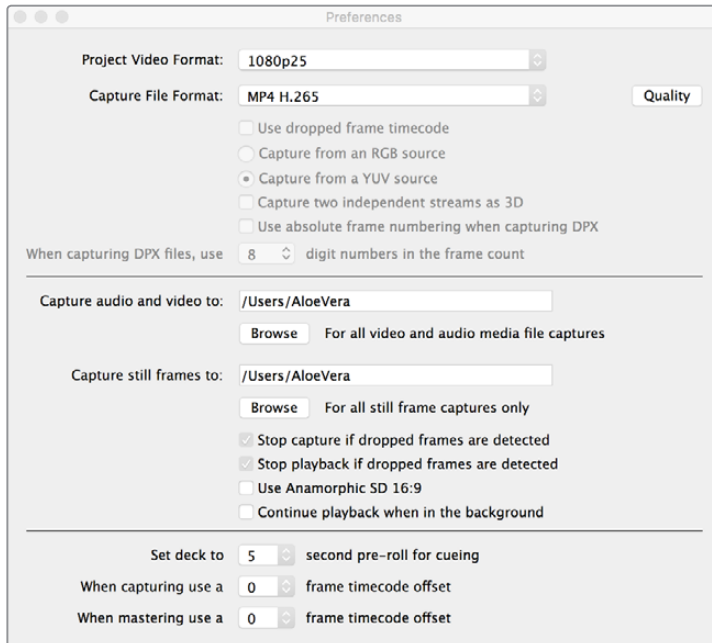 Preferences
Project Video Format: 1080p25
Capture File Format: MP4 H.265 Quality
Use dropped frame timecode
Capture from an RGB source
Capture from a YUV source
Capture two independent streams as 3D
Use absolute frame numbering when capturing DPX
When capturing DPX files, use 8 digit numbers in the frame count
Capture audio and video to: /Users/AloeVera
Browse For all video and audio media file captures
Capture still frames to: /Users/AloeVera
Browse For all still frame captures only
Stop capture if dropped frames are detected
Stop playback if dropped frames are detected
Use Anamorphic SD 16:9
Continue playback when in the background
Set deck to 5 second pre-roll for cueing
When capturing use a 0 frame timecode offset
When mastering use a 0 frame timecode offset